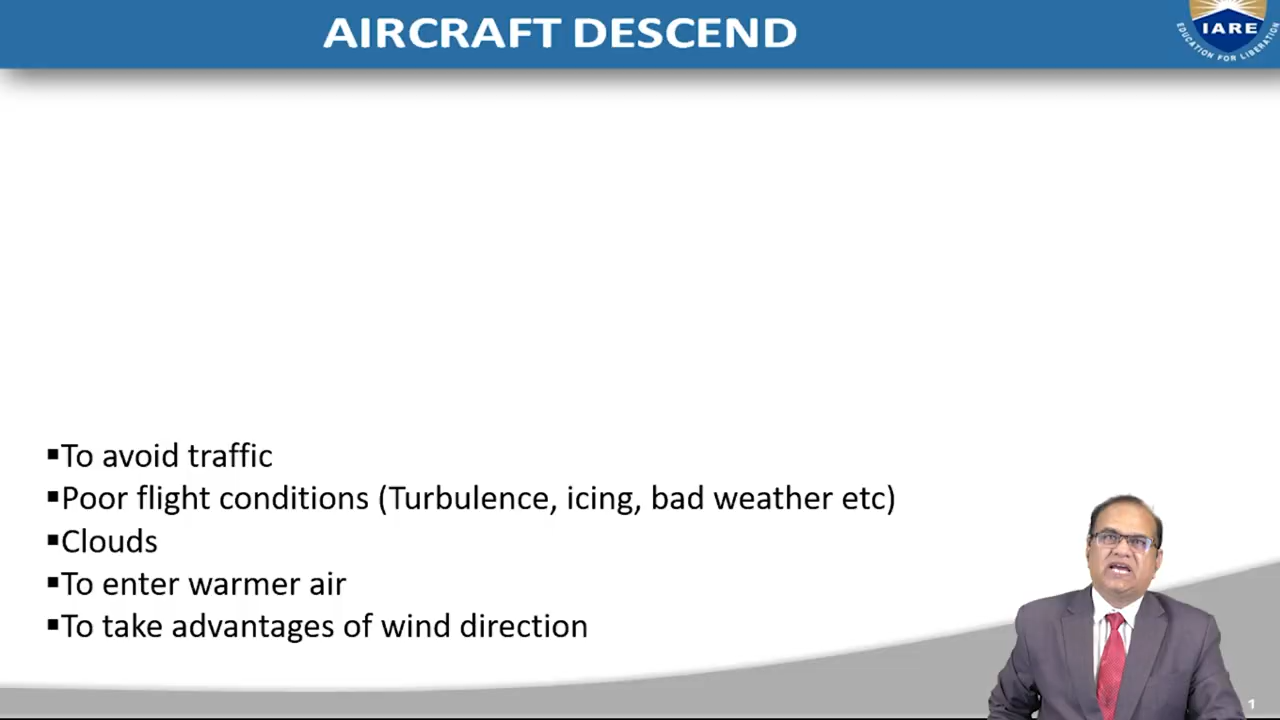 AIRCRAFT DESCEND
IARE
EDUCATION FOR LIBERATION
▪To avoid traffic
▪Poor flight conditions (Turbulence, icing, bad weather etc)
▪Clouds
▪To enter warmer air
▪To take advantages of wind direction
1